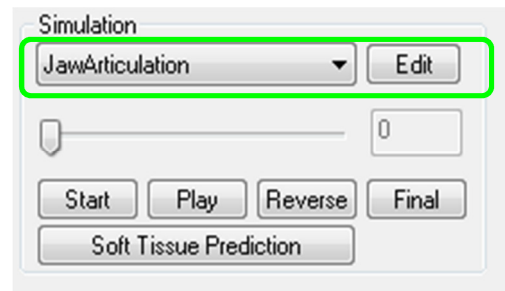 Simulation
JawArticulation Edit
0
Start Play Reverse Final
Soft Tissue Prediction